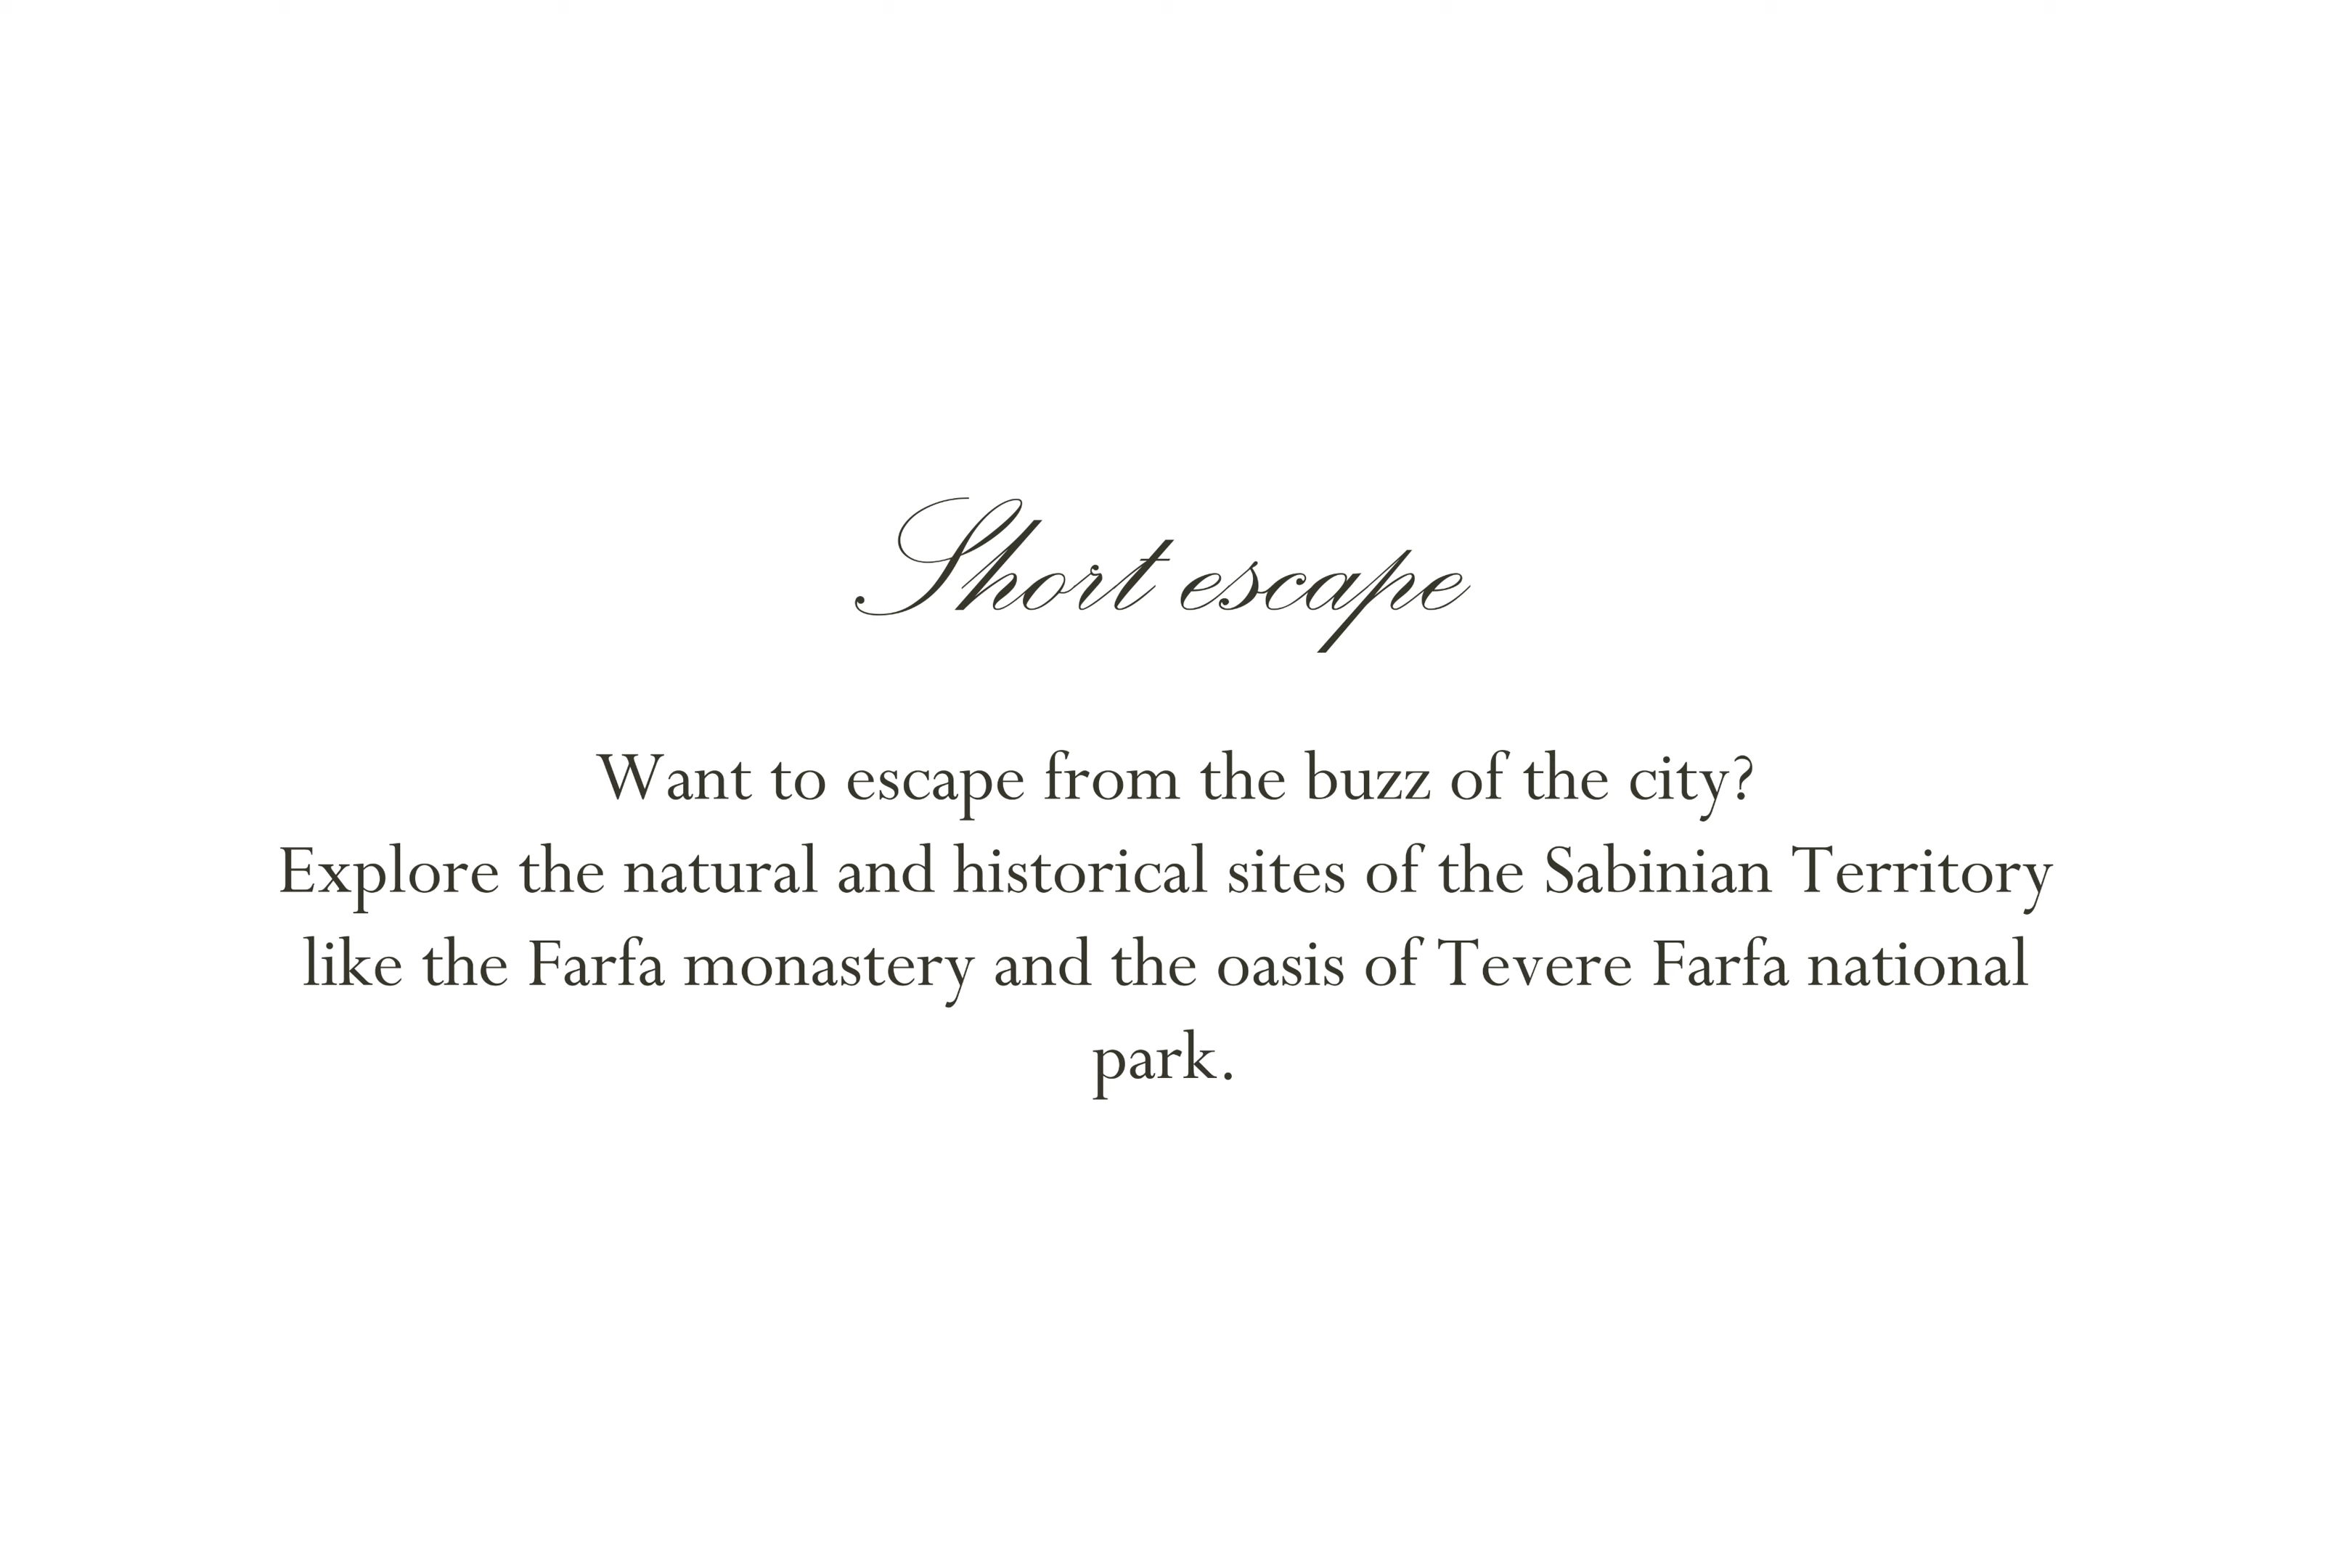 Short escape
Want to escape from the buzz of the city?
Explore the natural and historical sites of the Sabinian Territory
like the Farfa monastery and the oasis of Tevere Farfa national
park.